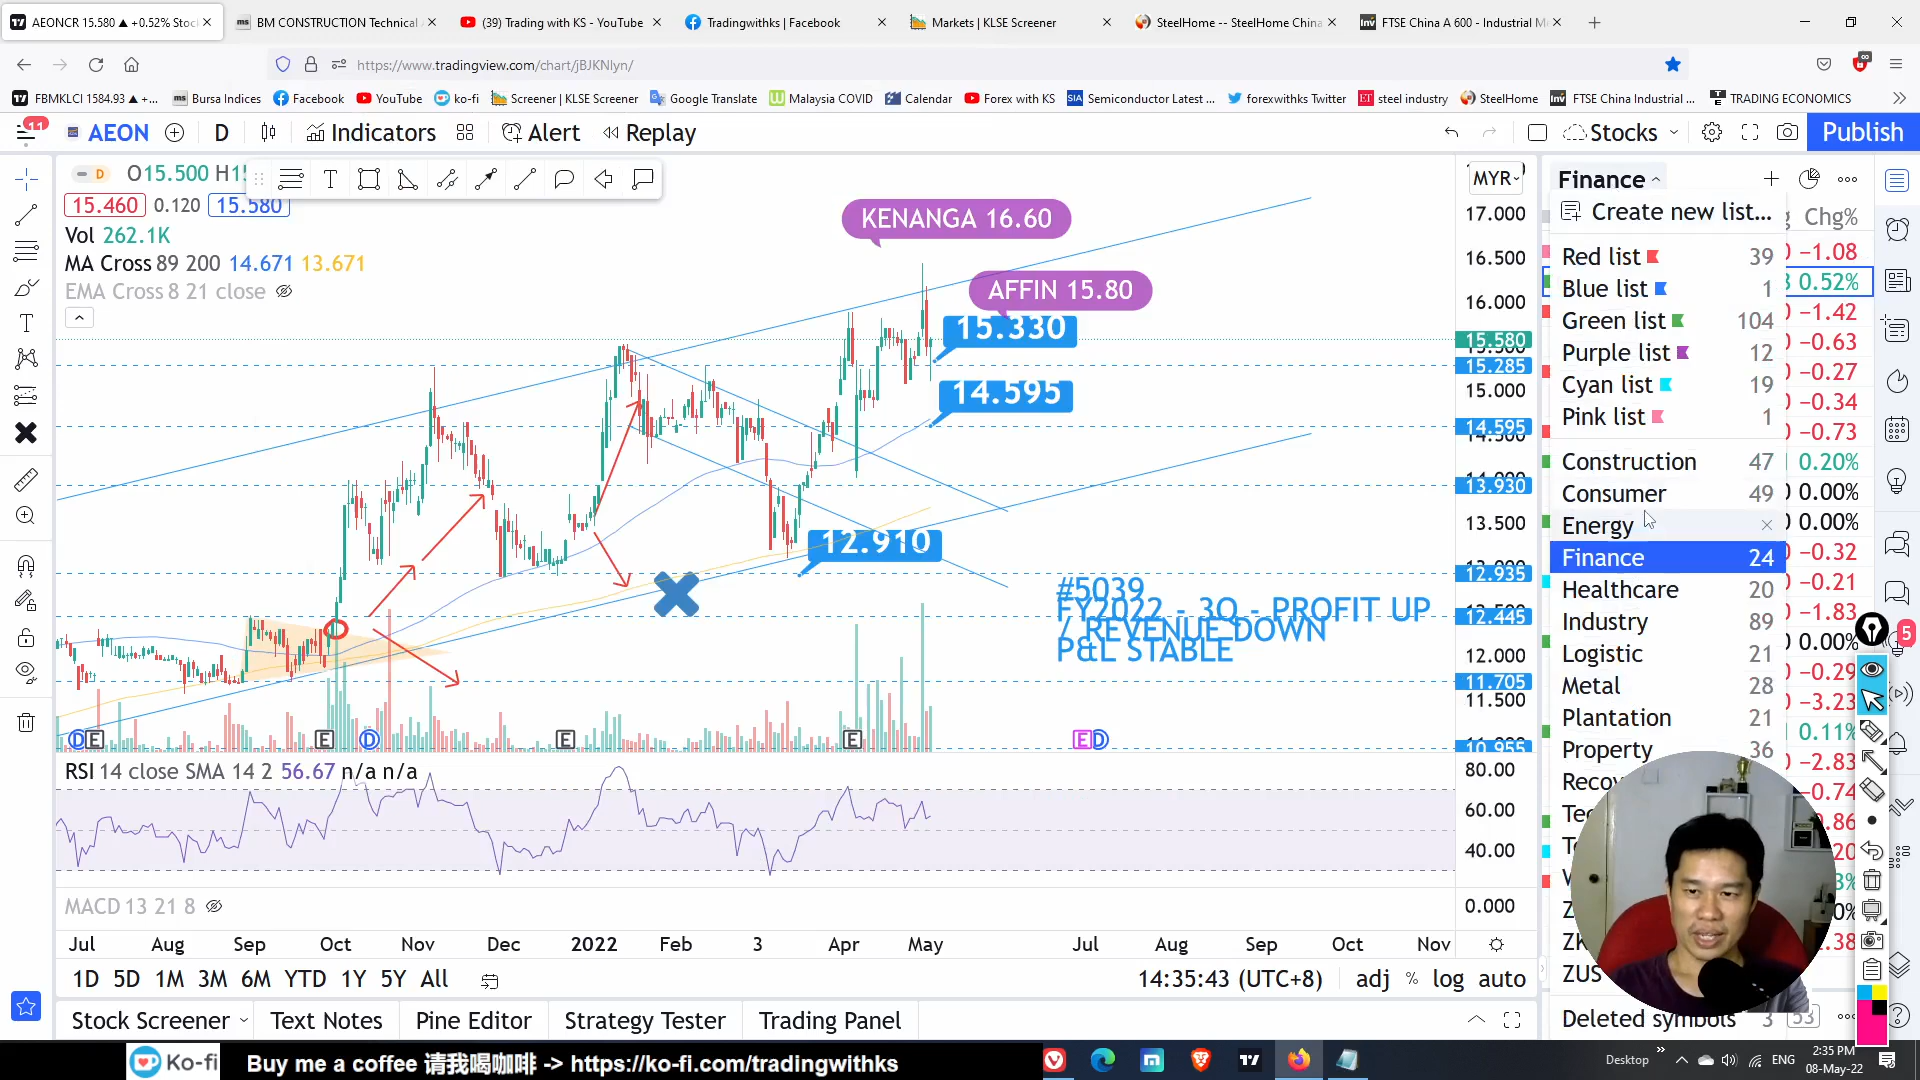 AEONCR 15.580 ▲ +0.52% Stoc
BM CONSTRUCTION Technical
(39) Trading with KS - YouTube
Tradingwithks | Facebook
Markets | KLSE Screener
SteelHome -- SteelHome China
FTSE China A 600 - Industrial M
https://www.tradingview.com/chart/jBJKNlyn/
FBMKLCI 1584.93 ▲ +...
Bursa Indices
Facebook
YouTube
ko-fi
Screener | KLSE Screener
Google Translate
Malaysia COVID
Calendar
Forex with KS
Semiconductor Latest ...
forexwithks Twitter
steel industry
SteelHome
FTSE China Industrial ...
TRADING ECONOMICS
11
AEON
D
Indicators
Alert
Replay
Stocks
Publish
D
O15.500 H15
15.460 0.120 15.580
Vol 262.1K
MA Cross 89 200 14.671 13.671
EMA Cross 8 21 close
MYR
KENANGA 16.60
AFFIN 15.80
15.330
14.595
12.910
#5039
FY2022 - 3Q - PROFIT UP
/ REVENUE DOWN
P&L STABLE
17.000
16.500
16.000
15.580
15.285
15.000
14.595
13.930
13.500
12.935
12.445
12.000
11.705
11.500
10.955
D E
E
D
E
E
E D
RSI 14 close SMA 14 2 56.67 n/a n/a
80.00
60.00
40.00
MACD 13 21 8
0.000
Jul
Aug
Sep
Oct
Nov
Dec
2022
Feb
3
Apr
May
Jul
Aug
Sep
Oct
Nov
1D 5D 1M 3M 6M YTD 1Y 5Y All
14:35:43 (UTC+8)
adj % log auto
Stock Screener
Text Notes
Pine Editor
Strategy Tester
Trading Panel
Finance
Create new list...
Chg%
Red list 39
Blue list 1
Green list 104
Purple list 12
Cyan list 19
Pink list 1
Construction 47
Consumer 49
Energy
Finance 24
Healthcare 20
Industry 89
Logistic 21
Metal 28
Plantation 21
Property 36
Reco
Te
ZUS
Deleted symbols 3
53
−1.08
0.52%
−1.42
−0.63
−0.27
−0.34
−0.73
0.20%
0.00%
0.00%
−0.32
−0.21
−1.83
0.00%
−0.29
−3.23
0.11%
−2.83
−0.74
5
Ko-fi
Buy me a coffee 请我喝咖啡 -> https://ko-fi.com/tradingwithks
Desktop
ENG
2:35 PM
08-May-22